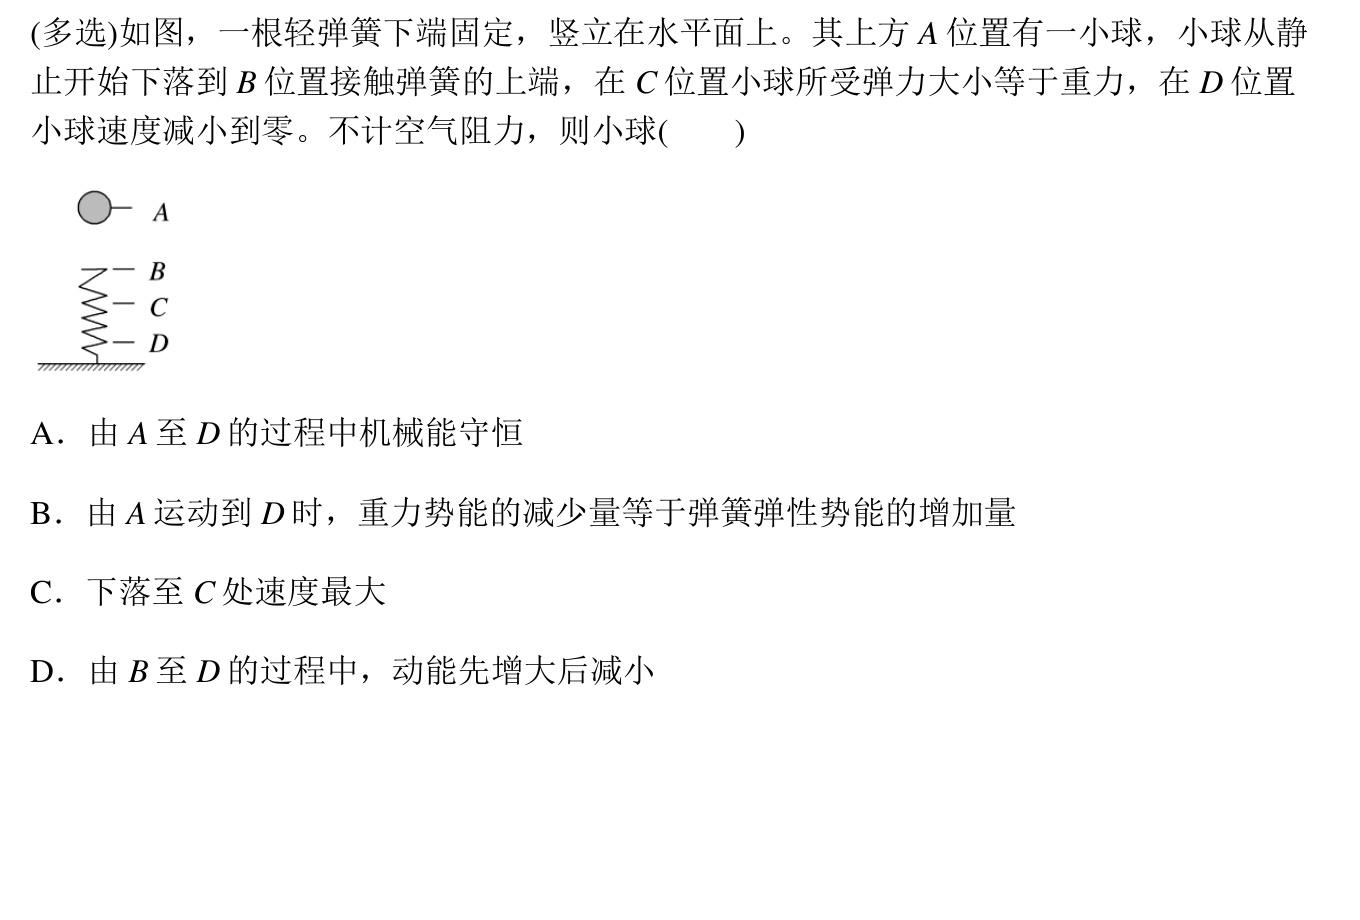 (多选)如图，一根轻弹簧下端固定，竖立在水平面上。其上方 A 位置有一小球，小球从静
止开始下落到 B 位置接触弹簧的上端，在 C 位置小球所受弹力大小等于重力，在 D 位置
小球速度减小到零。不计空气阻力，则小球(　　)
A
B
C
D
A．由 A 至 D 的过程中机械能守恒
B．由 A 运动到 D 时，重力势能的减少量等于弹簧弹性势能的增加量
C．下落至 C 处速度最大
D．由 B 至 D 的过程中，动能先增大后减小